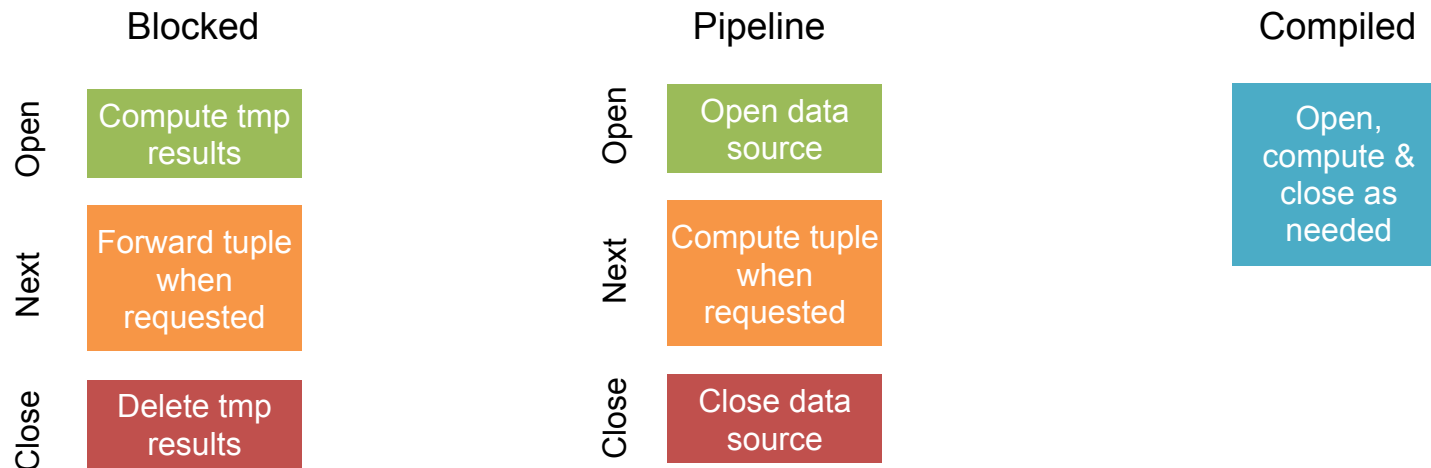 Blocked
Open
Compute tmp
results
Next
Forward tuple
when
requested
Close
Delete tmp
results
Pipeline
Open
Open data
source
Next
Compute tuple
when
requested
Close
Close data
source
Compiled
Open,
compute &
close as
needed